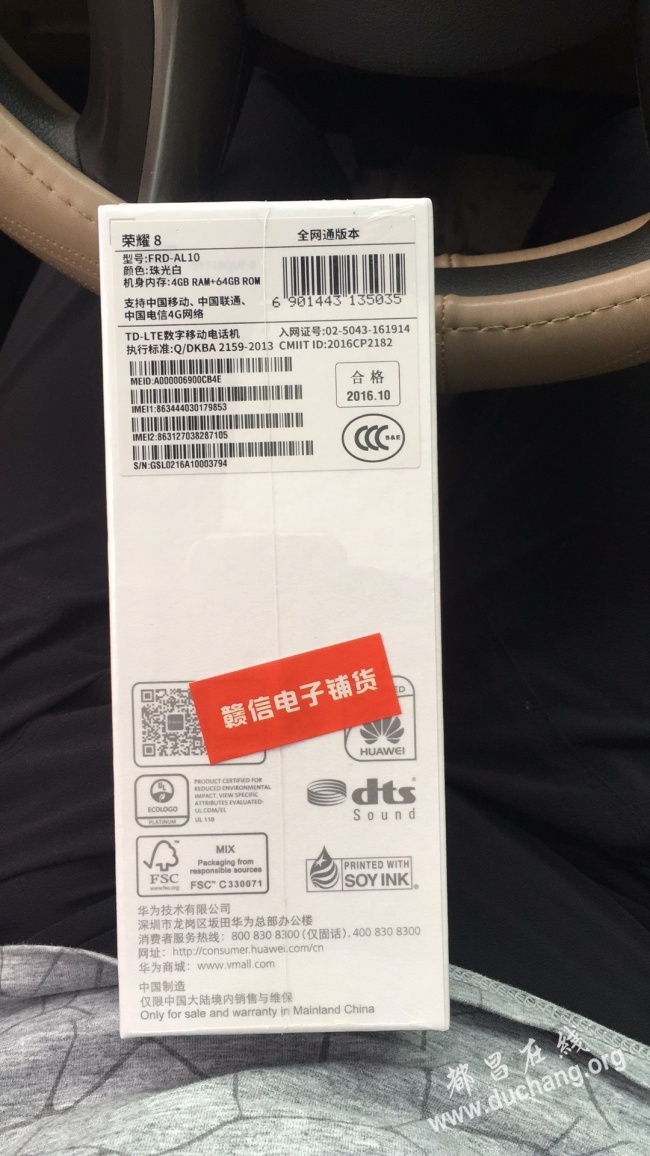 荣耀 8
全网通版本
型号:FRD-AL10
颜色:珠光白
机身内存:4GB RAM+64GB ROM
支持中国移动、中国联通、
中国电信4G网络
6 901443 135035
TD-LTE数字移动电话机
入网证号:02-5043-161914
执行标准:Q/DKBA 2159-2013
CMIIT ID:2016CP2182
MEID:A000006900CB4E
IMEI1:863444030179853
IMEI2:863127038287105
S/N:GSL0216A10003794
合格
2016.10
CCC S&E
赣信电子铺货
HUAWEI
UL
ECOLOGO
PLATINUM
PRODUCT CERTIFIED FOR
REDUCED ENVIRONMENTAL
IMPACT. VIEW SPECIFIC
ATTRIBUTES EVALUATED:
UL.COM/EL
UL 110
dts
Sound
FSC
www.fsc.org
MIX
Packaging from
responsible sources
FSC™ C330071
PRINTED WITH
SOY INK
华为技术有限公司
深圳市龙岗区坂田华为总部办公楼
消费者服务热线: 800 830 8300 (仅固话), 400 830 8300
网址: http://consumer.huawei.com/cn
华为商城: www.vmall.com
中国制造
仅限中国大陆境内销售与维保
Only for sale and warranty in Mainland China
都昌在线
www.duchang.org